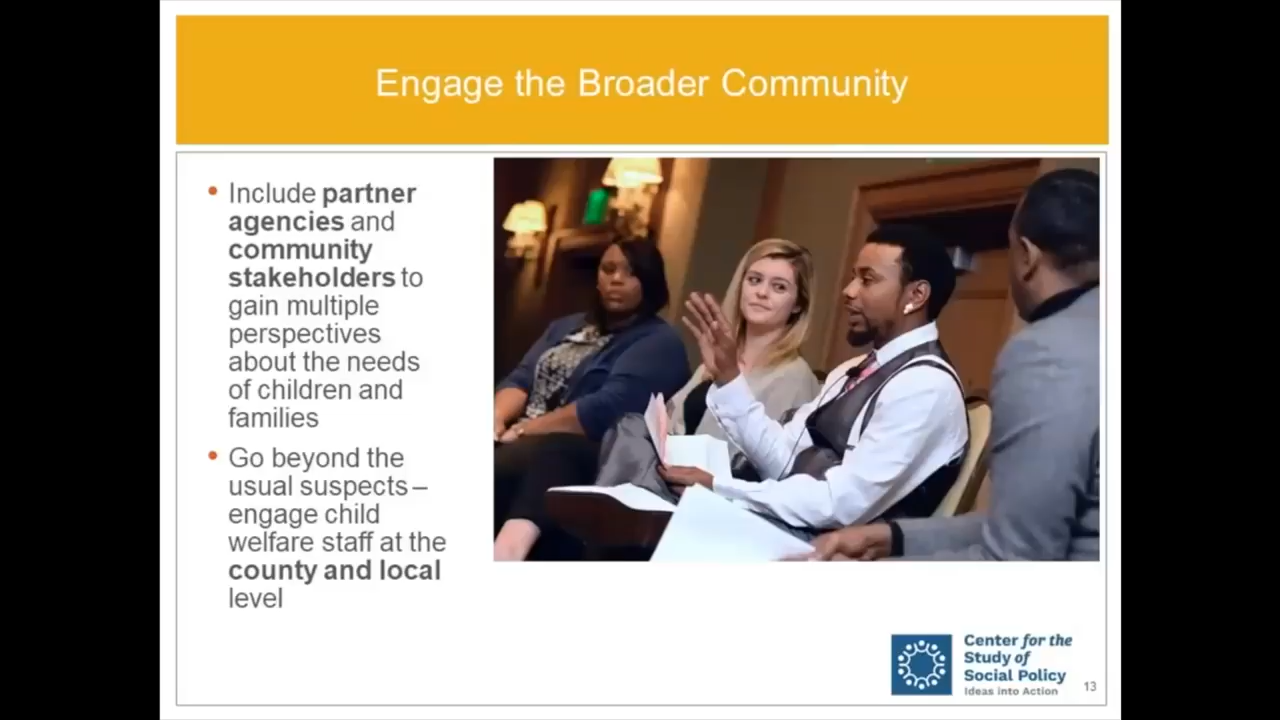 Engage the Broader Community
• Include partner
agencies and
community
stakeholders to
gain multiple
perspectives
about the needs
of children and
families
• Go beyond the
usual suspects –
engage child
welfare staff at the
county and local
level
Center for the
Study of
Social Policy
Ideas into Action
13